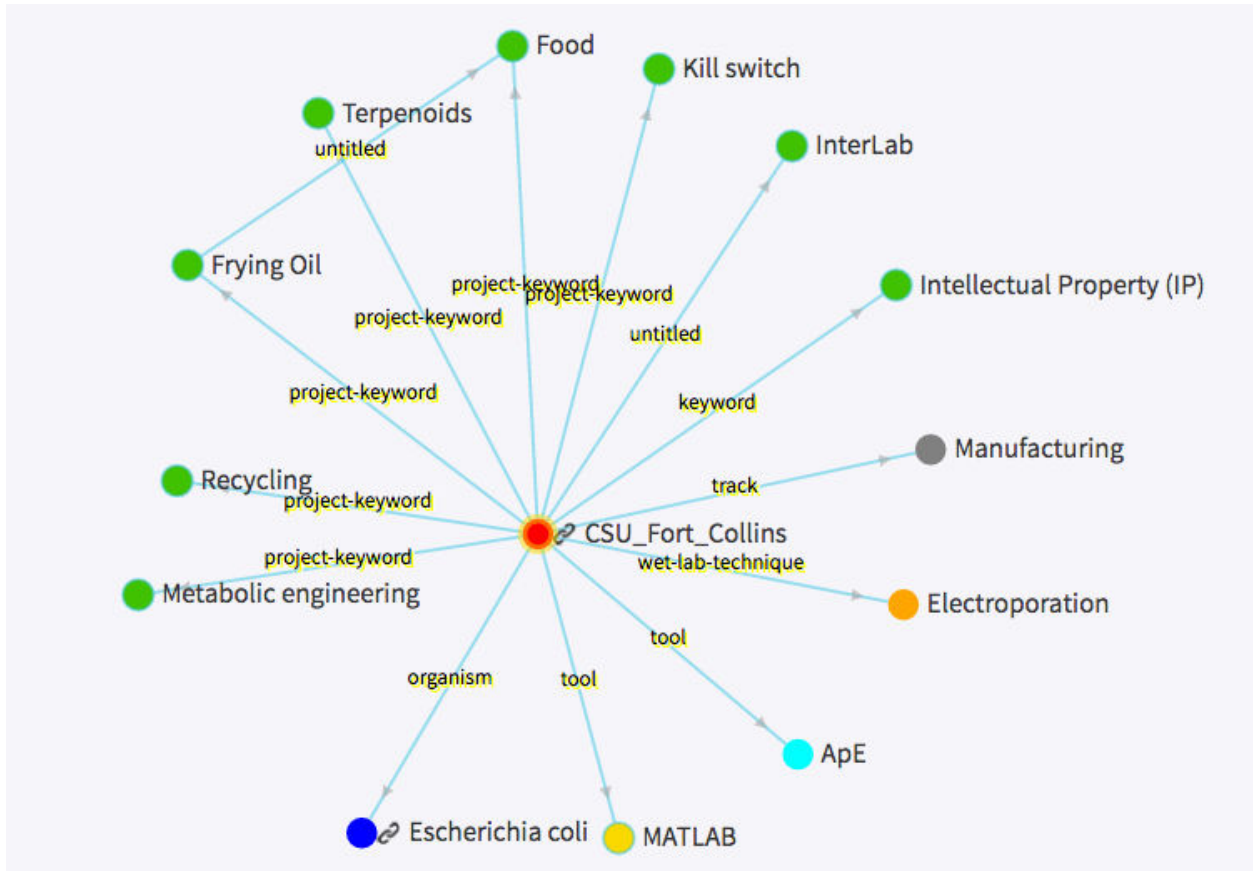 Food
Kill switch
Terpenoids
untitled
InterLab
Frying Oil
project-keyword
project-keyword
Intellectual Property (IP)
project-keyword
untitled
project-keyword
keyword
Manufacturing
Recycling
track
project-keyword
CSU_Fort_Collins
project-keyword
wet-lab-technique
Metabolic engineering
Electroporation
tool
organism
tool
ApE
Escherichia coli
MATLAB